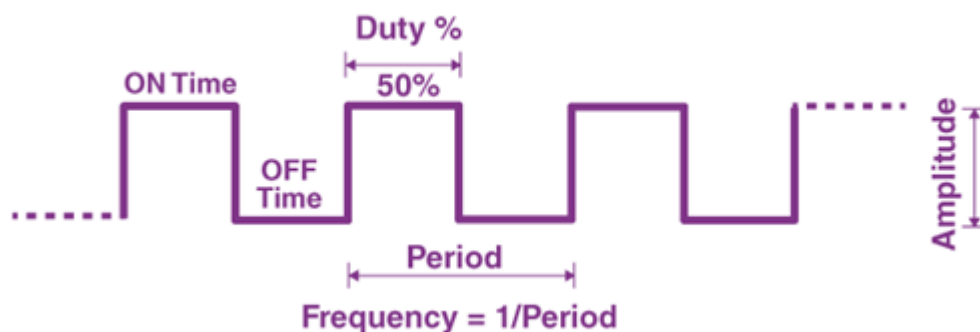 Duty %
50%
ON Time
OFF
Time
Amplitude
Period
Frequency = 1/Period